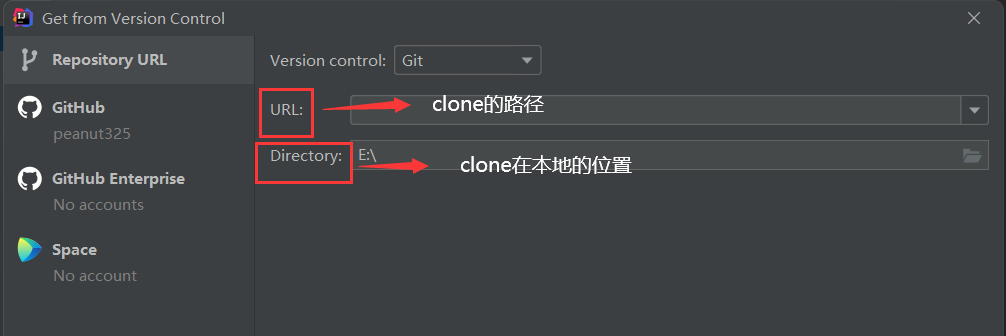 Get from Version Control
Repository URL
Version control: Git
GitHub
peanut325
URL:
clone的路径
Directory: E:\
clone在本地的位置
GitHub Enterprise
No accounts
Space
No account